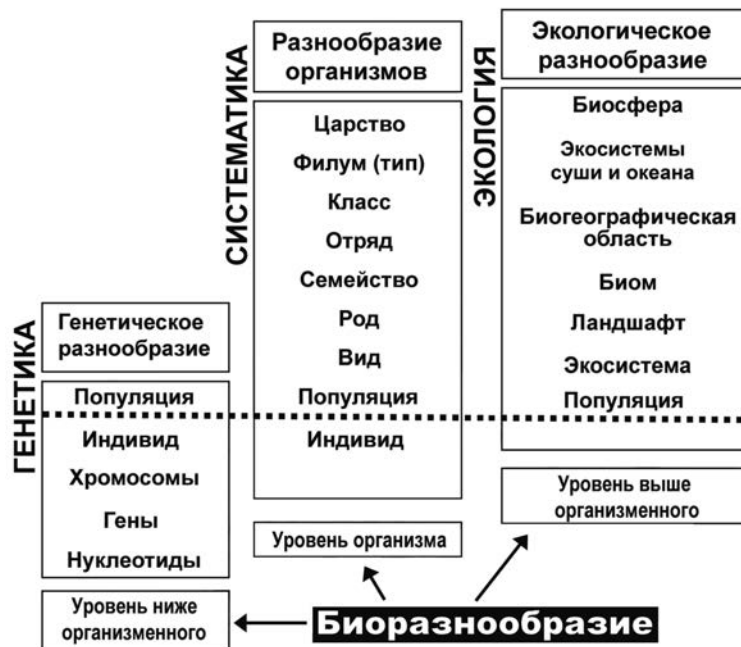 ГЕНЕТИКА
Генетическое
разнообразие
Популяция
Индивид
Хромосомы
Гены
Нуклеотиды
Уровень ниже
организменного
СИСТЕМАТИКА
Разнообразие
организмов
Царство
Филум (тип)
Класс
Отряд
Семейство
Род
Вид
Популяция
Индивид
Уровень организма
ЭКОЛОГИЯ
Экологическое
разнообразие
Биосфера
Экосистемы
суши и океана
Биогеографическая
область
Биом
Ландшафт
Экосистема
Популяция
Уровень выше
организменного
Биоразнообразие